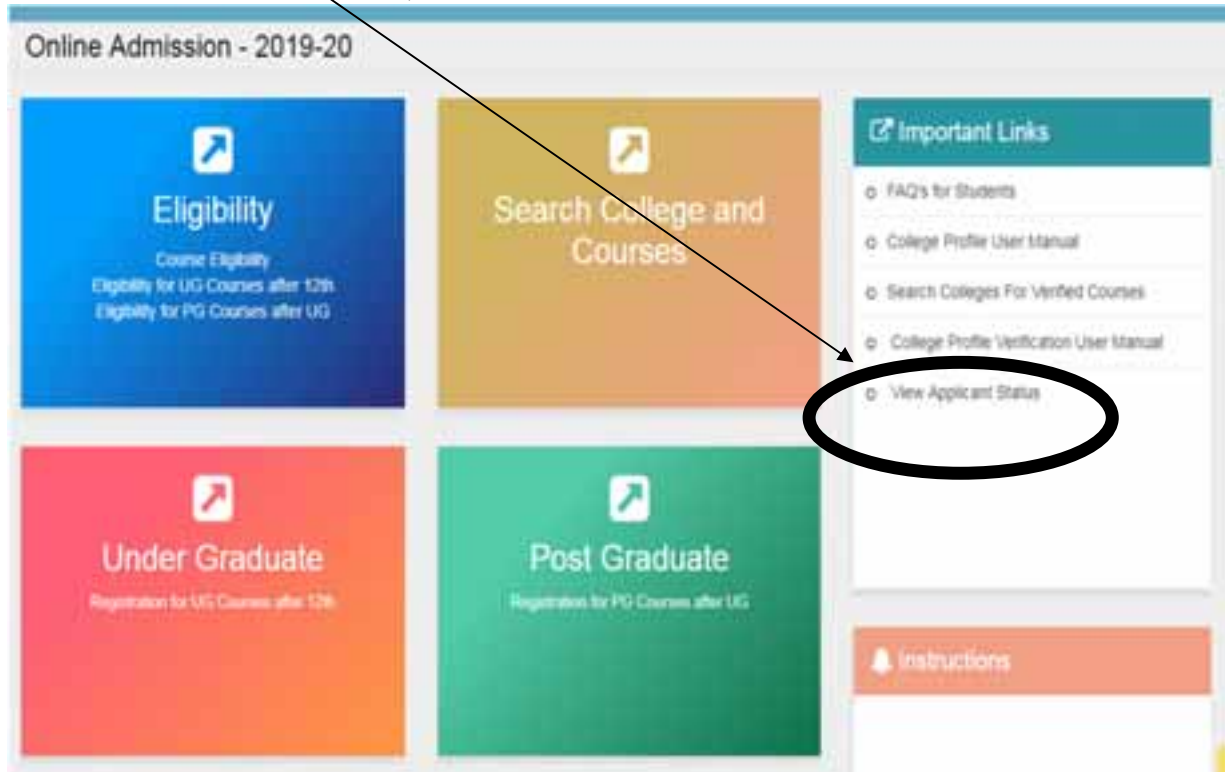 Online Admission - 2019-20
Eligibility
Course Eligibility
Eligibility for UG Courses after 12th
Eligibility for PG Courses after UG
Search College and
Courses
Important Links
FAQ's for Students
College Profile User Manual
Search Colleges For Verified Courses
College Profile Verification User Manual
View Applicant Status
Under Graduate
Registration for UG Courses after 12th
Post Graduate
Registration for PG Courses after UG
Instructions